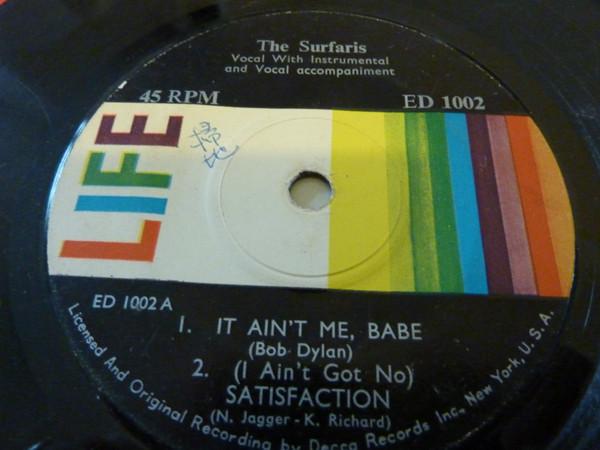 The Surfaris
Vocal With Instrumental
and Vocal accompaniment
45 RPM ED 1002
LIFE
ED 1002 A
1. IT AIN'T ME, BABE
(Bob Dylan)
2. (I Ain't Got No)
SATISFACTION
(N. Jagger - K. Richard)
Licensed And Original Recording by Decca Records Inc., New York, U.S.A.